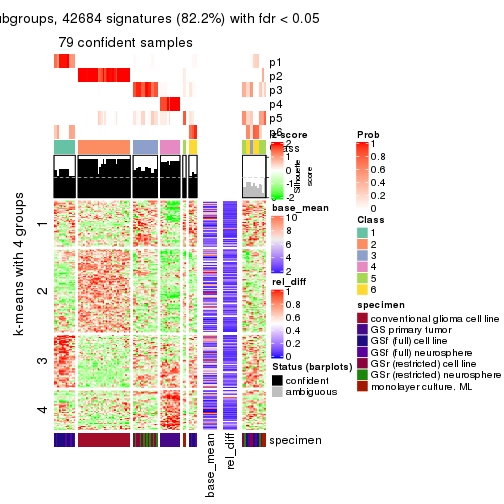 ubgroups, 42684 signatures (82.2%) with fdr < 0.05
79 confident samples
p1
p2
p3
p4
p5
p6
z-score
2
1
0
-1
-2
Silhouette
score
Prob
1
0.8
0.6
0.4
0.2
0
base_mean
10
8
6
4
2
Class
1
2
3
4
5
6
rel_diff
1
0.8
0.6
0.4
0.2
0
specimen
conventional glioma cell line
GS primary tumor
GSf (full) cell line
GSf (full) neurosphere
GSr (restricted) cell line
GSr (restricted) neurosphere
monolayer culture. ML
Status (barplots)
confident
ambiguous
k-means with 4 groups
1
2
3
4
specimen
base_mean
rel_diff